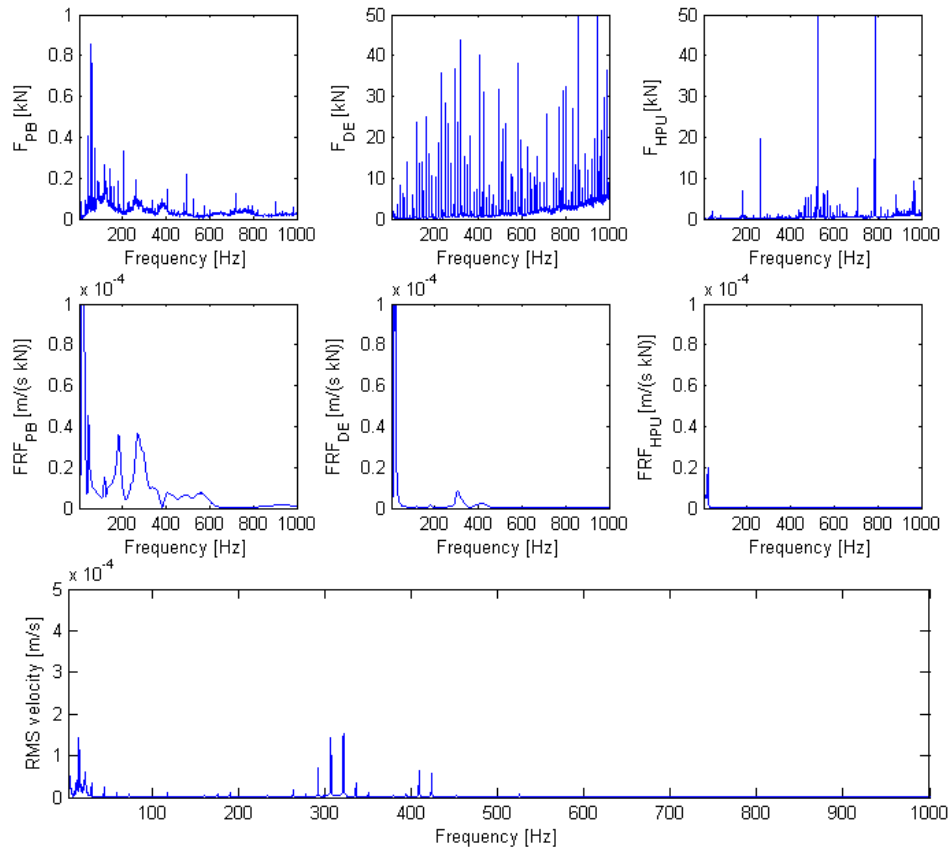 1
0.8
0.6
0.4
0.2
0
F_PB [kN]
200 400 600 800 1000
Frequency [Hz]
50
40
30
20
10
0
F_DE [kN]
200 400 600 800 1000
Frequency [Hz]
50
40
30
20
10
0
F_HPU [kN]
200 400 600 800 1000
Frequency [Hz]
x 10^-4
1
0.8
0.6
0.4
0.2
0
FRF_PB [m/(s kN)]
200 400 600 800 1000
Frequency [Hz]
x 10^-4
1
0.8
0.6
0.4
0.2
0
FRF_DE [m/(s kN)]
200 400 600 800 1000
Frequency [Hz]
x 10^-4
1
0.8
0.6
0.4
0.2
0
FRF_HPU [m/(s kN)]
200 400 600 800 1000
Frequency [Hz]
x 10^-4
5
4
3
2
1
0
RMS velocity [m/s]
100 200 300 400 500 600 700 800 900 1000
Frequency [Hz]